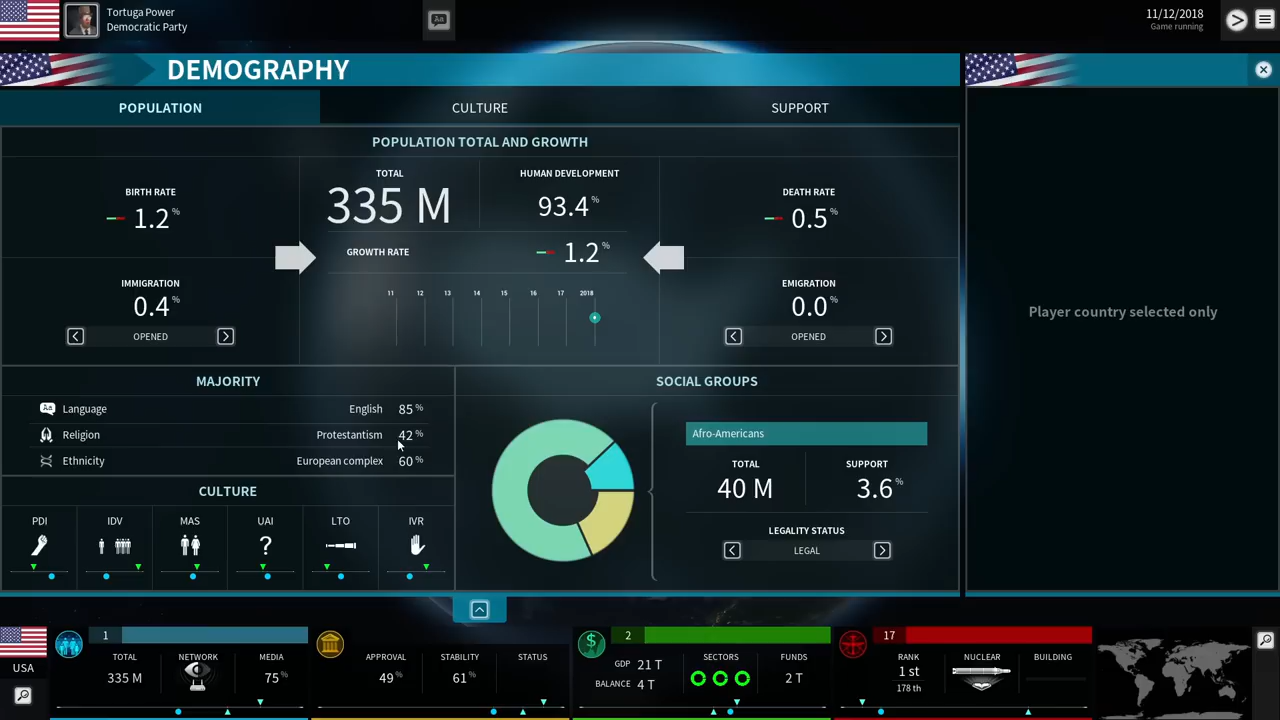 Tortuga Power
Democratic Party
Aa
11/12/2018
Game running
DEMOGRAPHY
POPULATION
CULTURE
SUPPORT
POPULATION TOTAL AND GROWTH
BIRTH RATE
1.2 %
IMMIGRATION
0.4 %
OPENED
TOTAL
335 M
HUMAN DEVELOPMENT
93.4 %
GROWTH RATE
1.2 %
11 12 13 14 15 16 17 2018
DEATH RATE
0.5 %
EMIGRATION
0.0 %
OPENED
Player country selected only
MAJORITY
Aa Language English 85 %
Religion Protestantism 42 %
Ethnicity European complex 60 %
CULTURE
PDI IDV MAS UAI LTO IVR
?
SOCIAL GROUPS
Afro-Americans
TOTAL
40 M
SUPPORT
3.6 %
LEGALITY STATUS
LEGAL
USA
1
TOTAL
335 M
NETWORK
MEDIA
75 %
APPROVAL
49 %
STABILITY
61 %
STATUS
$
2
GDP 21 T
BALANCE 4 T
SECTORS
FUNDS
2 T
17
RANK
1 st
178 th
NUCLEAR
BUILDING